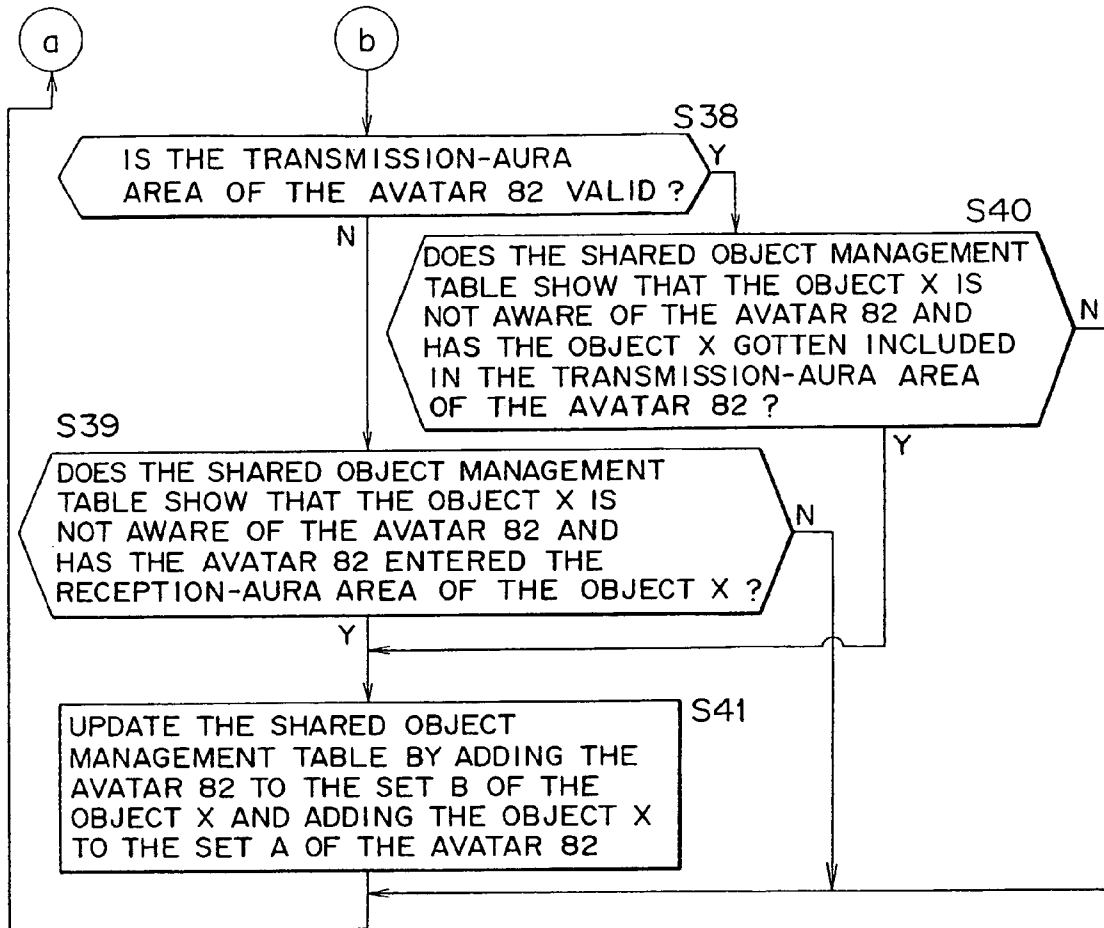 a
b
S38
IS THE TRANSMISSION-AURA
AREA OF THE AVATAR 82 VALID ?
Y
N
S40
DOES THE SHARED OBJECT MANAGEMENT
TABLE SHOW THAT THE OBJECT X IS
NOT AWARE OF THE AVATAR 82 AND
HAS THE OBJECT X GOTTEN INCLUDED
IN THE TRANSMISSION-AURA AREA
OF THE AVATAR 82 ?
N
Y
S39
DOES THE SHARED OBJECT MANAGEMENT
TABLE SHOW THAT THE OBJECT X IS
NOT AWARE OF THE AVATAR 82 AND
HAS THE AVATAR 82 ENTERED THE
RECEPTION-AURA AREA OF THE OBJECT X ?
N
Y
S41
UPDATE THE SHARED OBJECT
MANAGEMENT TABLE BY ADDING THE
AVATAR 82 TO THE SET B OF THE
OBJECT X AND ADDING THE OBJECT X
TO THE SET A OF THE AVATAR 82